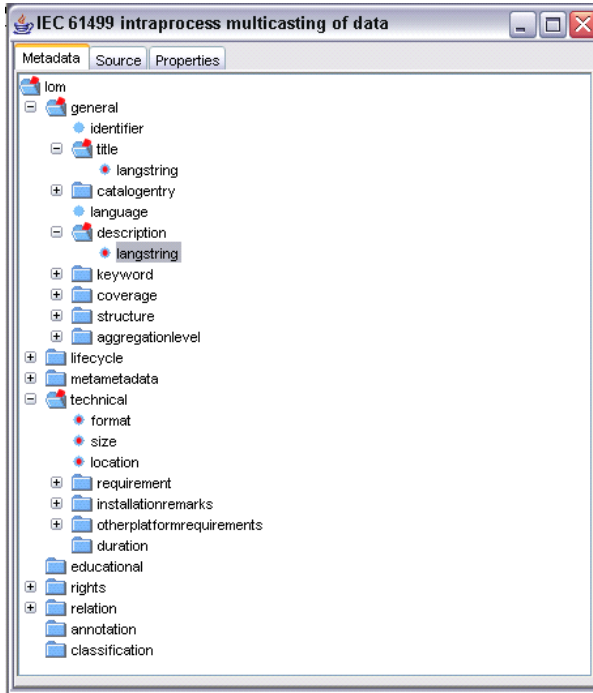 IEC 61499 intraprocess multicasting of data
Metadata Source Properties
lom
general
identifier
title
langstring
catalogentry
language
description
langstring
keyword
coverage
structure
aggregationlevel
lifecycle
metametadata
technical
format
size
location
requirement
installationremarks
otherplatformrequirements
duration
educational
rights
relation
annotation
classification